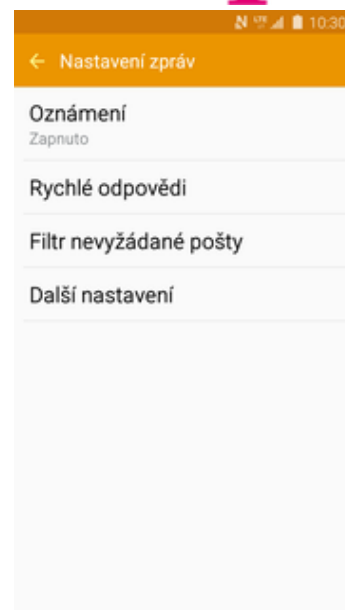 10:30
Nastavení zpráv
Oznámení
Zapnuto
Rychlé odpovědi
Filtr nevyžádané pošty
Další nastavení